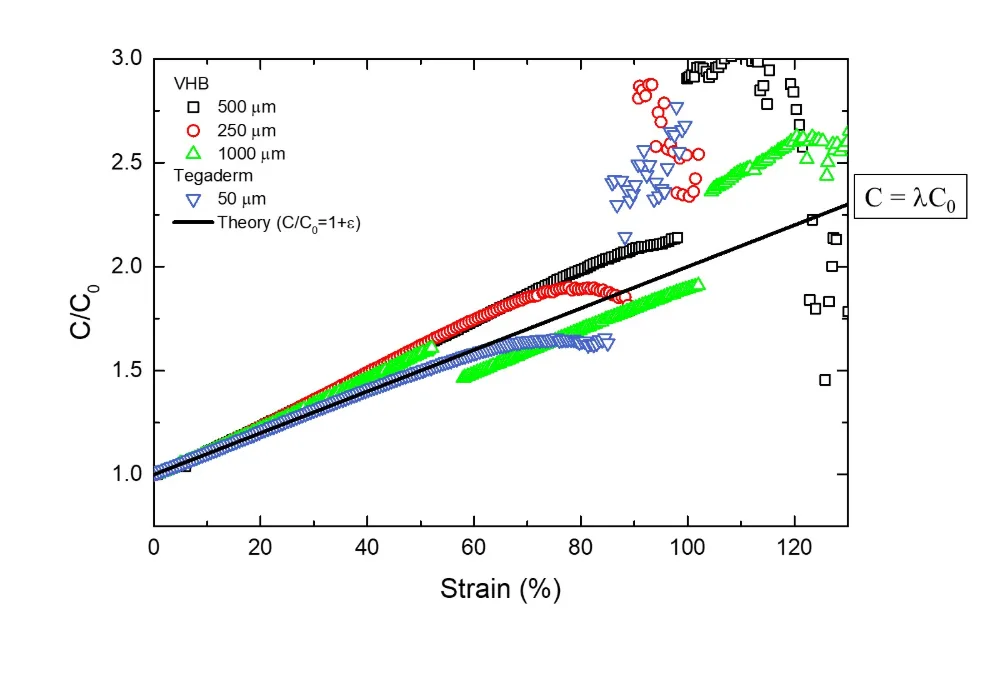 3.0
2.5
2.0
1.5
1.0
C/C₀
VHB
500 μm
250 μm
1000 μm
Tegaderm
50 μm
Theory (C/C₀=1+ε)
C = λC₀
0 20 40 60 80 100 120
Strain (%)